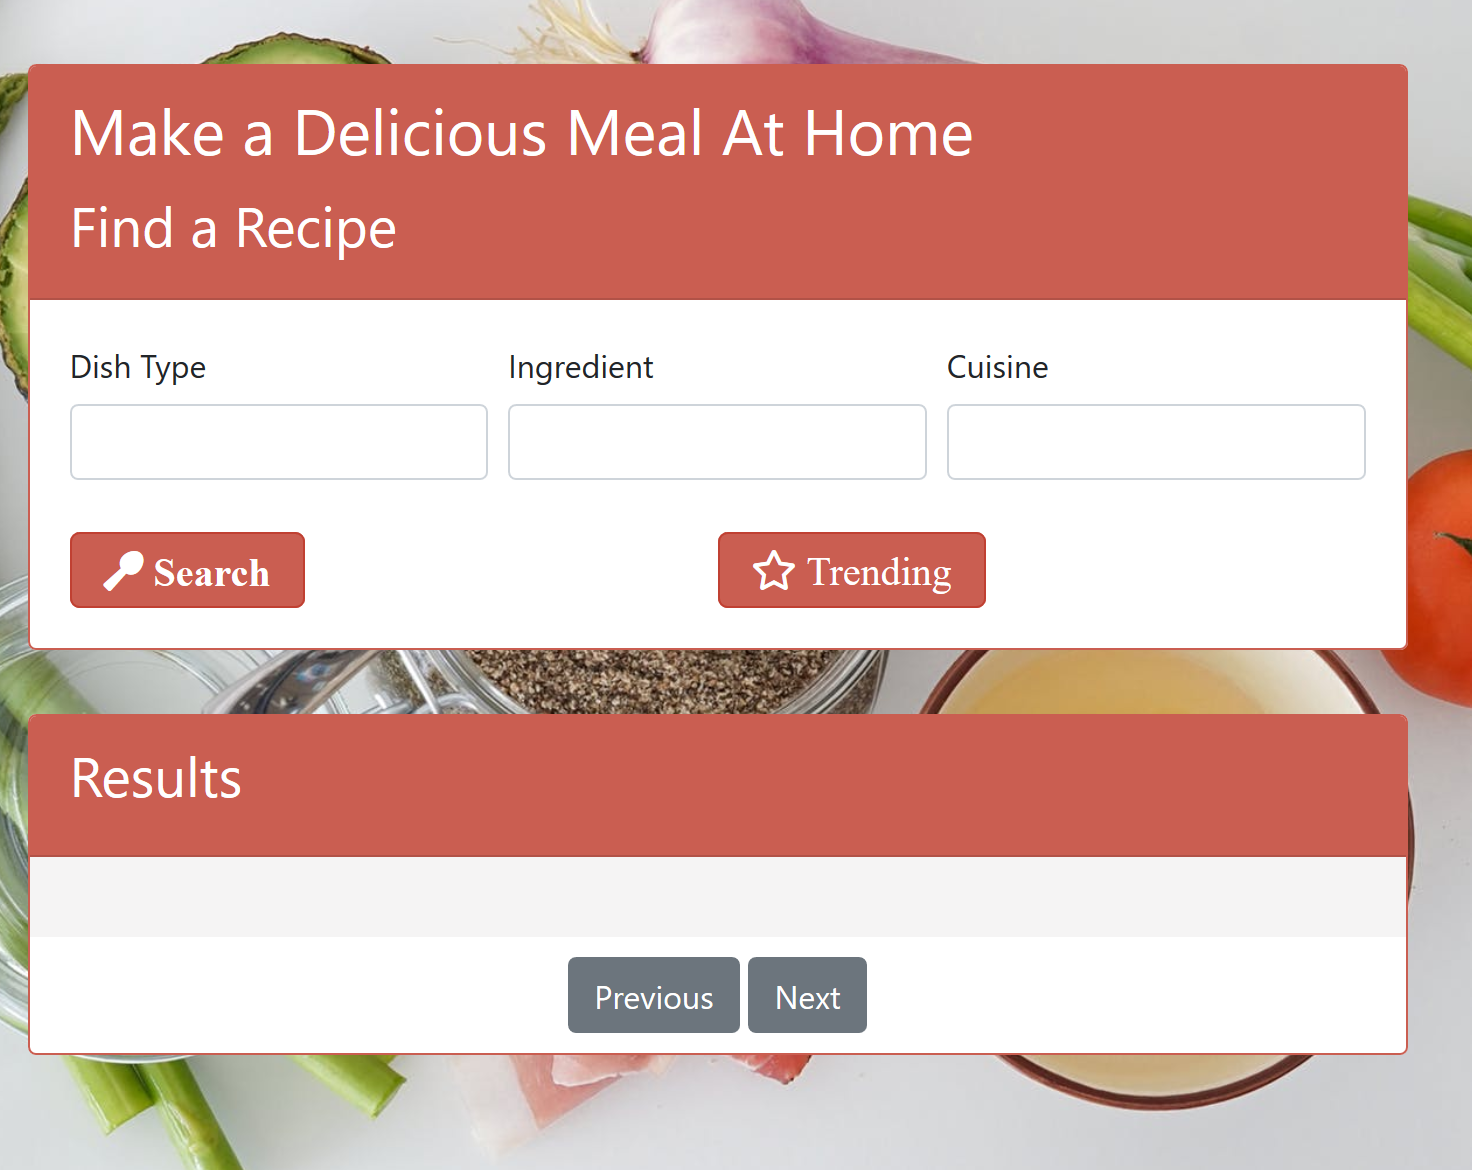 Make a Delicious Meal At Home
Find a Recipe
Dish Type Ingredient Cuisine
Search Trending
Results
Previous Next